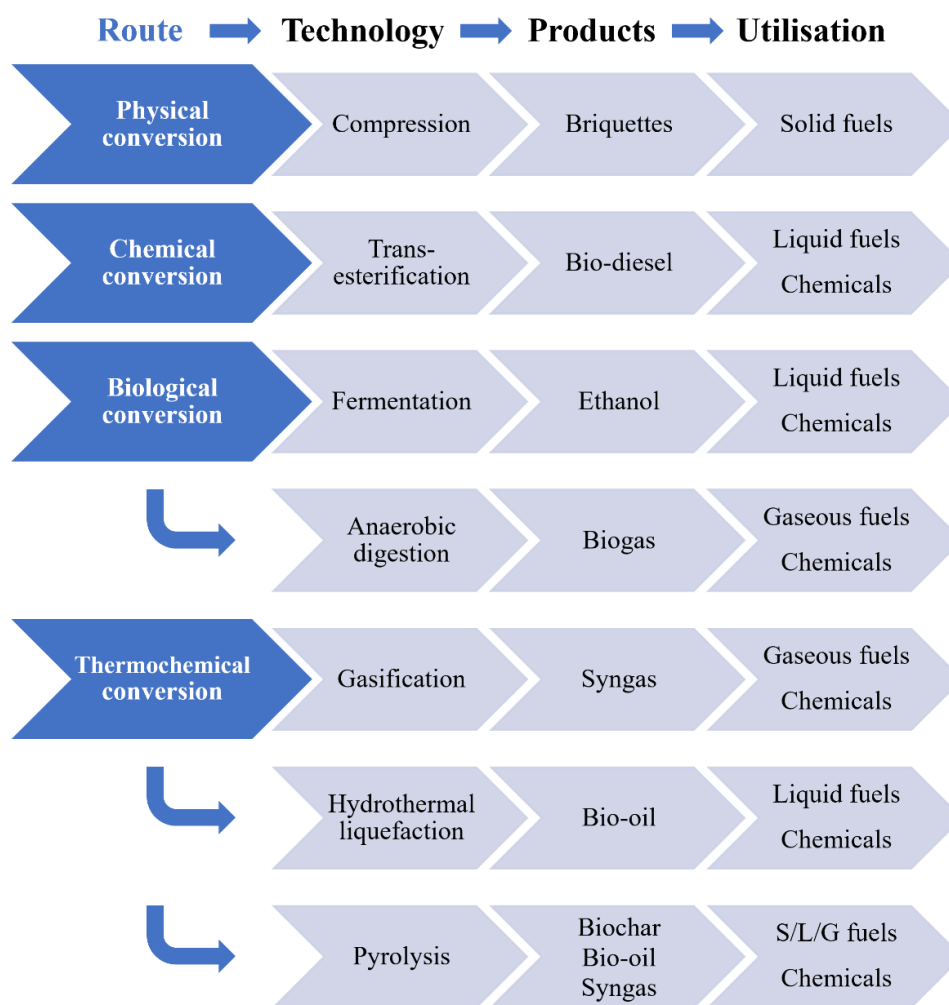 Route Technology Products Utilisation
Physical
conversion
Compression
Briquettes
Solid fuels
Chemical
conversion
Trans-
esterification
Bio-diesel
Liquid fuels
Chemicals
Biological
conversion
Fermentation
Ethanol
Liquid fuels
Chemicals
Anaerobic
digestion
Biogas
Gaseous fuels
Chemicals
Thermochemical
conversion
Gasification
Syngas
Gaseous fuels
Chemicals
Hydrothermal
liquefaction
Bio-oil
Liquid fuels
Chemicals
Pyrolysis
Biochar
Bio-oil
Syngas
S/L/G fuels
Chemicals